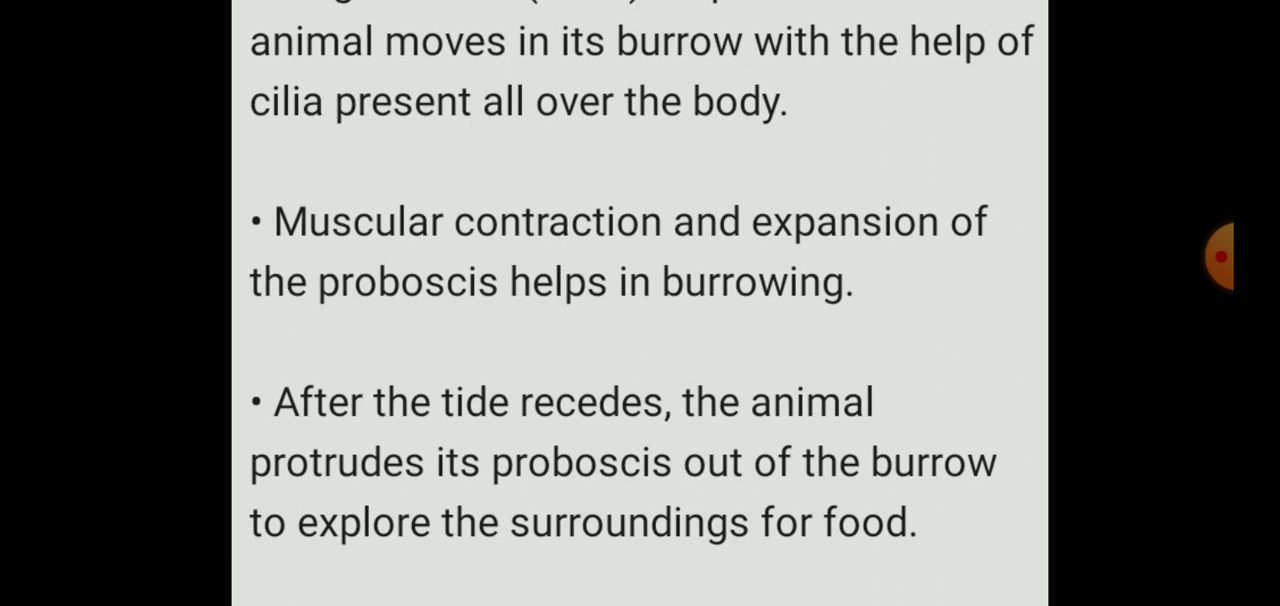 animal moves in its burrow with the help of
cilia present all over the body.
• Muscular contraction and expansion of
the proboscis helps in burrowing.
• After the tide recedes, the animal
protrudes its proboscis out of the burrow
to explore the surroundings for food.